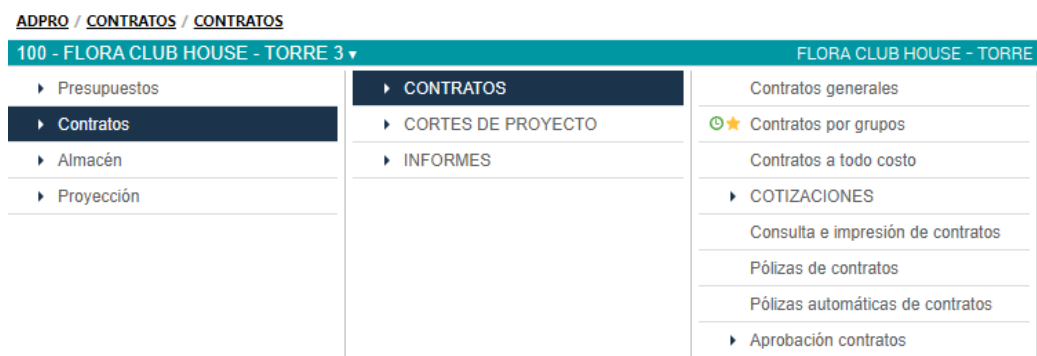 ADPRO / CONTRATOS / CONTRATOS
100 - FLORA CLUB HOUSE - TORRE 3
FLORA CLUB HOUSE - TORRE
Presupuestos
Contratos
Almacén
Proyección
CONTRATOS
CORTES DE PROYECTO
INFORMES
Contratos generales
Contratos por grupos
Contratos a todo costo
COTIZACIONES
Consulta e impresión de contratos
Pólizas de contratos
Pólizas automáticas de contratos
Aprobación contratos